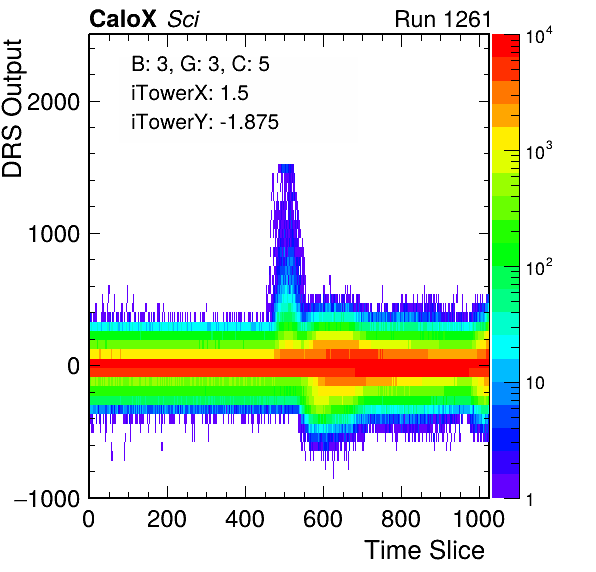 CaloX Sci Run 1261
B: 3, G: 3, C: 5
iTowerX: 1.5
iTowerY: -1.875
DRS Output
2000
1000
0
−1000
0 200 400 600 800 1000
Time Slice
10⁴
10³
10²
10
1